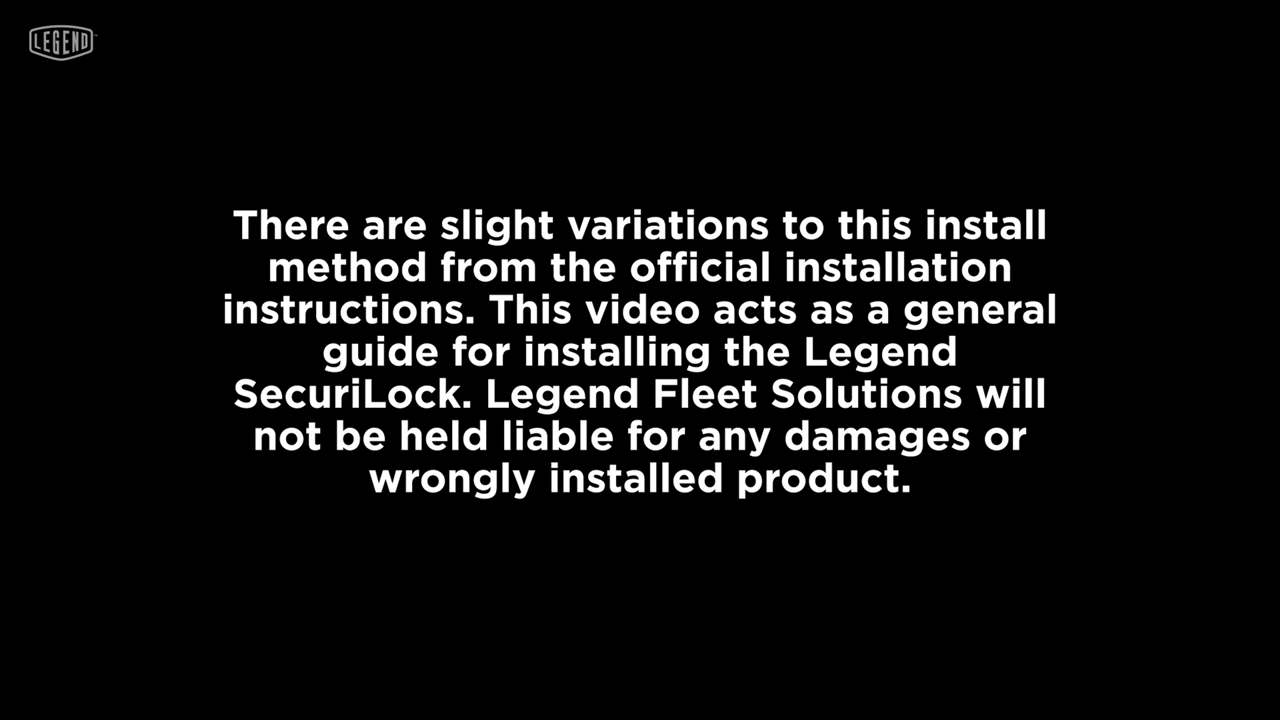 LEGEND
There are slight variations to this install
method from the official installation
instructions. This video acts as a general
guide for installing the Legend
SecuriLock. Legend Fleet Solutions will
not be held liable for any damages or
wrongly installed product.